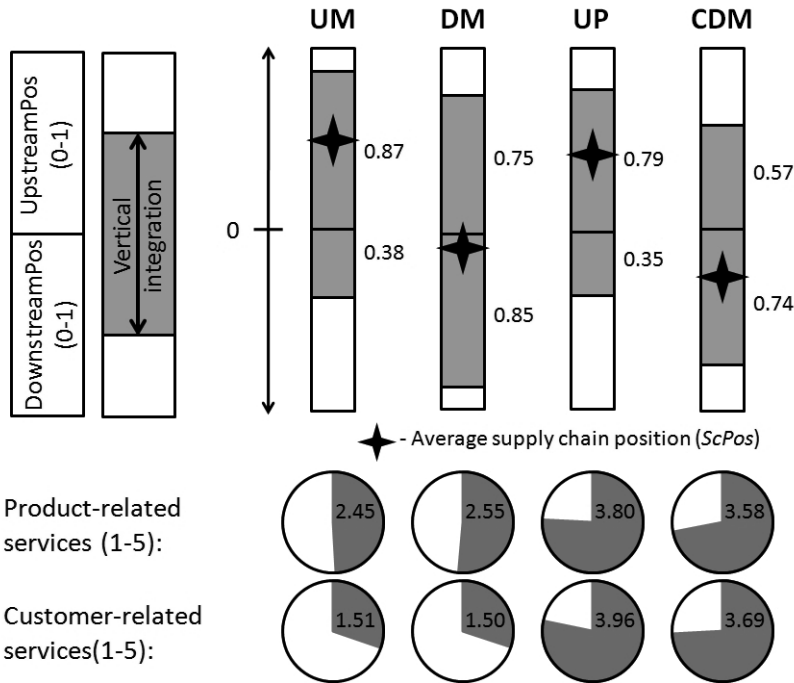 UM DM UP CDM
UpstreamPos
(0-1)
DownstreamPos
(0-1)
Vertical
integration
0
0.87
0.38
0.75
0.85
0.79
0.35
0.57
0.74
- Average supply chain position (ScPos)
Product-related
services (1-5):
2.45 2.55 3.80 3.58
Customer-related
services(1-5):
1.51 1.50 3.96 3.69